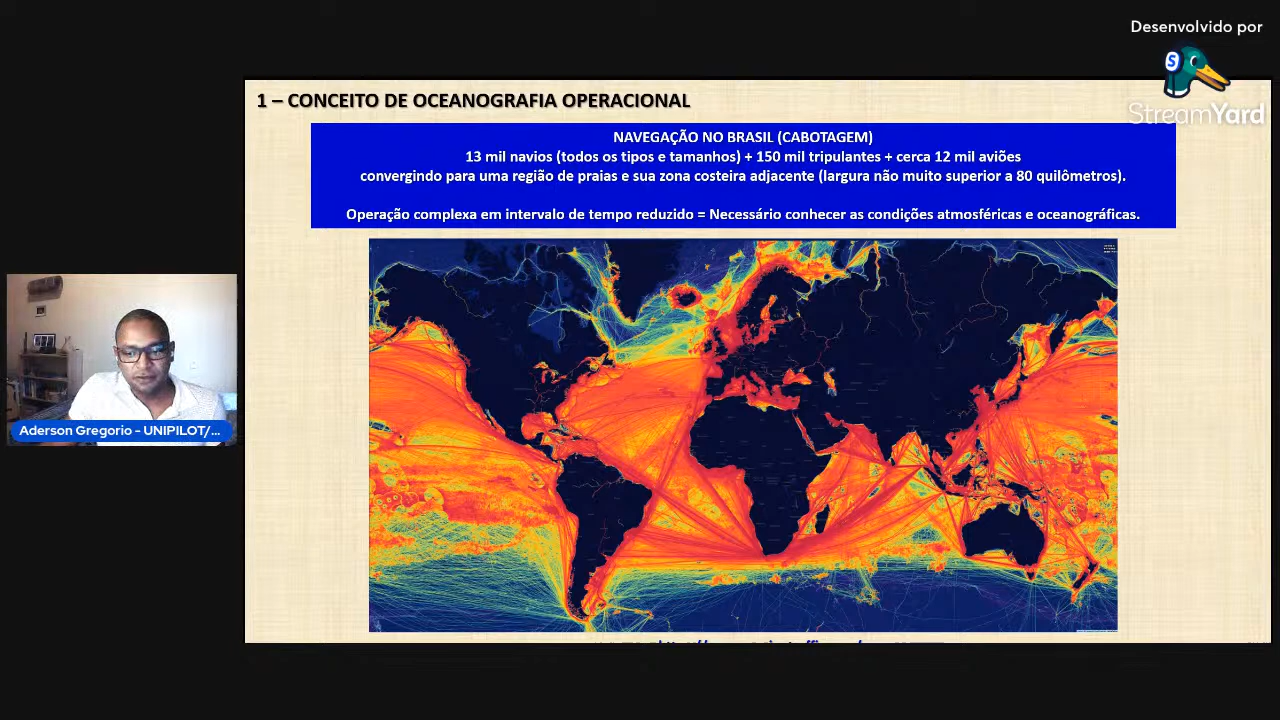 Desenvolvido por
StreamYard
1 – CONCEITO DE OCEANOGRAFIA OPERACIONAL
NAVEGAÇÃO NO BRASIL (CABOTAGEM)
13 mil navios (todos os tipos e tamanhos) + 150 mil tripulantes + cerca 12 mil aviões
convergindo para uma região de praias e sua zona costeira adjacente (largura não muito superior a 80 quilômetros).
Operação complexa em intervalo de tempo reduzido = Necessário conhecer as condições atmosféricas e oceanográficas.
Aderson Gregorio - UNIPILOT/...